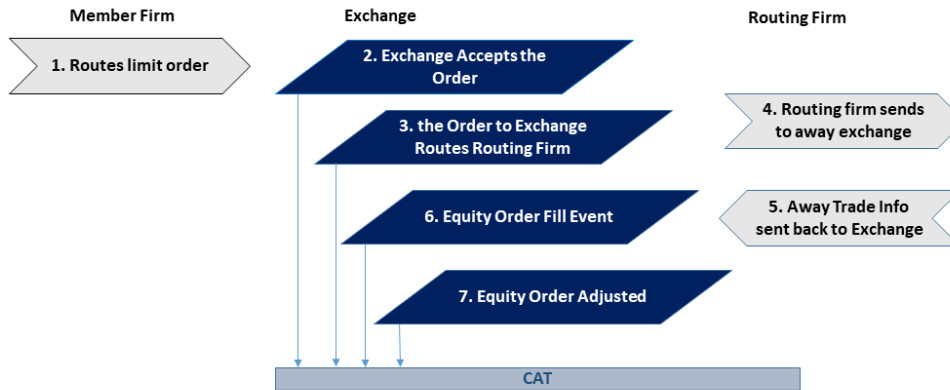 Member Firm
Exchange
Routing Firm
1. Routes limit order
2. Exchange Accepts the
Order
3. the Order to Exchange
Routes Routing Firm
4. Routing firm sends
to away exchange
6. Equity Order Fill Event
5. Away Trade Info
sent back to Exchange
7. Equity Order Adjusted
CAT